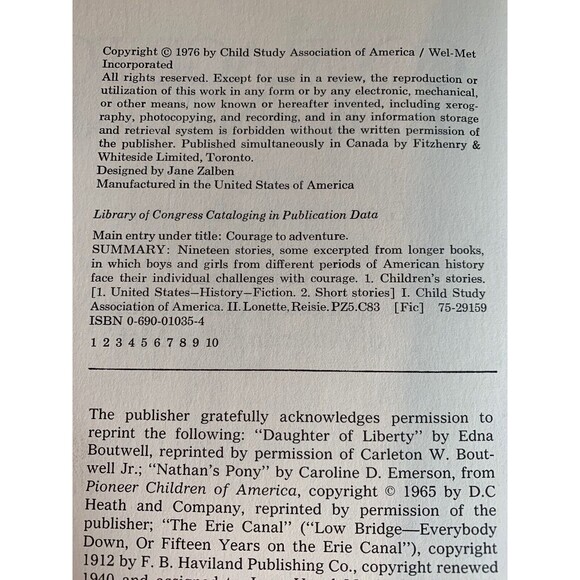 Copyright © 1976 by Child Study Association of America / Wel-Met
Incorporated
All rights reserved. Except for use in a review, the reproduction or
utilization of this work in any form or by any electronic, mechanical,
or other means, now known or hereafter invented, including xerog-
raphy, photocopying, and recording, and in any information storage
and retrieval system is forbidden without the written permission of
the publisher. Published simultaneously in Canada by Fitzhenry &
Whiteside Limited, Toronto.
Designed by Jane Zalben
Manufactured in the United States of America
Library of Congress Cataloging in Publication Data
Main entry under title: Courage to adventure.
SUMMARY: Nineteen stories, some excerpted from longer books,
in which boys and girls from different periods of American history
face their individual challenges with courage. 1. Children's stories.
[1. United States—History—Fiction. 2. Short stories] I. Child Study
Association of America. II. Lonette, Reisie. PZ5.C83 [Fic] 75-29159
ISBN 0-690-01035-4
1 2 3 4 5 6 7 8 9 10
The publisher gratefully acknowledges permission to
reprint the following: "Daughter of Liberty" by Edna
Boutwell, reprinted by permission of Carleton W. Bout-
well Jr.; "Nathan's Pony" by Caroline D. Emerson, from
Pioneer Children of America, copyright © 1965 by D.C
Heath and Company, reprinted by permission of the
publisher; "The Erie Canal" ("Low Bridge—Everybody
Down, Or Fifteen Years on the Erie Canal"), copyright
1912 by F. B. Haviland Publishing Co., copyright renewed
1940 and assigned to